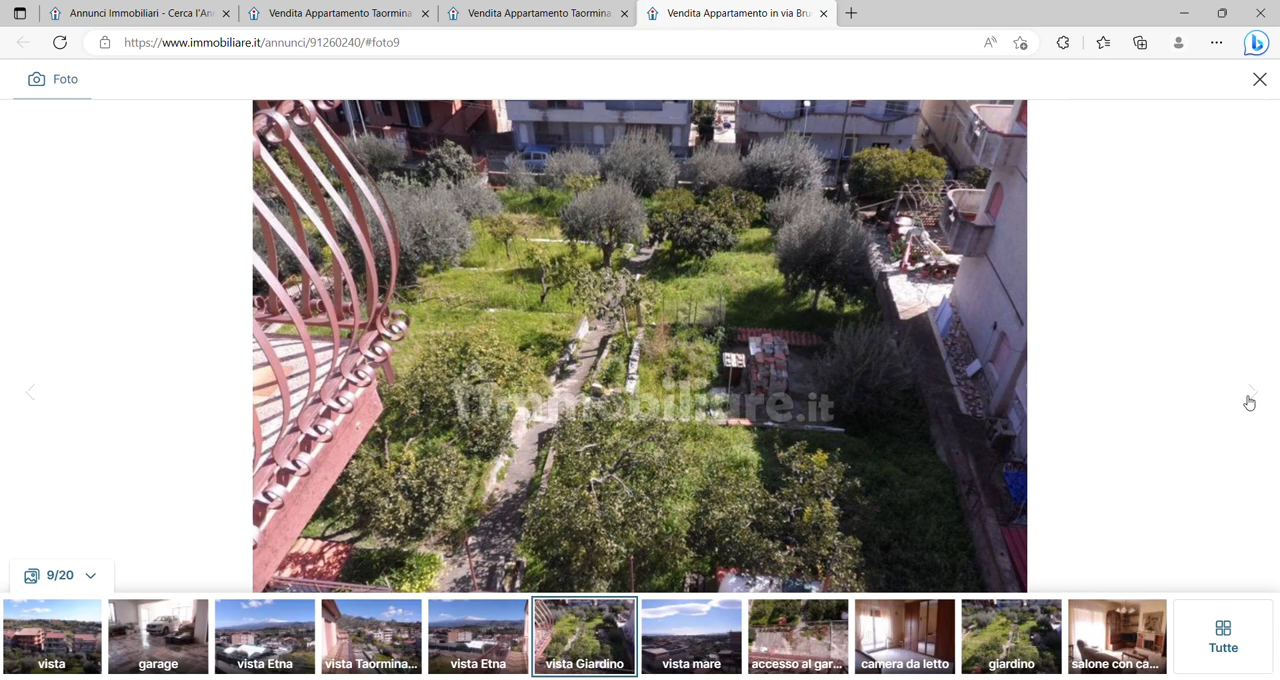 Annunci Immobiliari - Cerca l'Ann
Vendita Appartamento Taormina
Vendita Appartamento Taormina
Vendita Appartamento in via Bru
https://www.immobiliare.it/annunci/91260240/#foto9
Foto
immobiliare.it
9/20
vista
garage
vista Etna
vista Taormina...
vista Etna
vista Giardino
vista mare
accesso al gar...
camera da letto
giardino
salone con ca...
Tutte